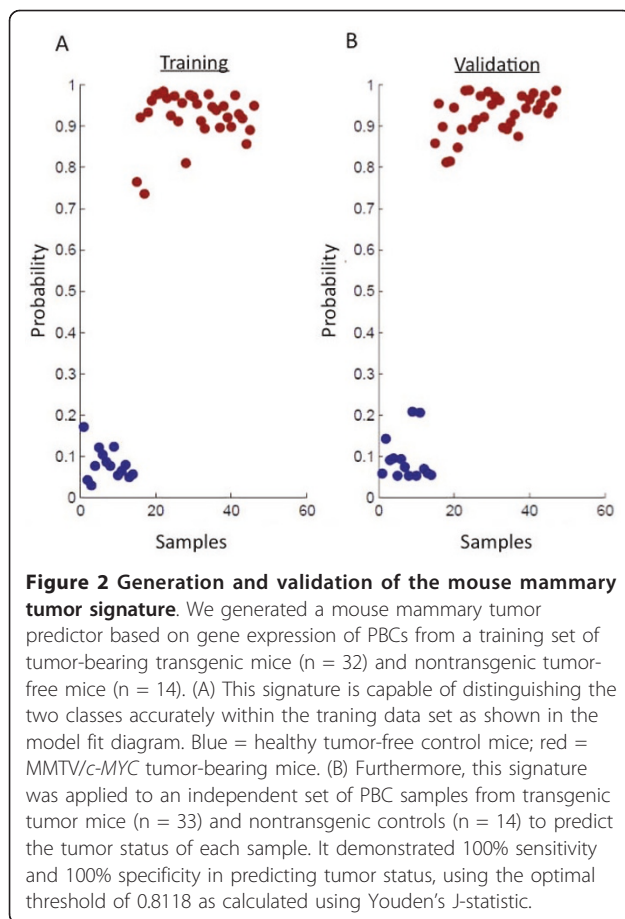 A
B
Training
Validation
1
0.9
0.8
0.7
0.6
0.5
0.4
0.3
0.2
0.1
0
20
40
60
Probability
Samples
1
0.9
0.8
0.7
0.6
0.5
0.4
0.3
0.2
0.1
0
20
40
60
Probability
Samples
Figure 2 Generation and validation of the mouse mammary
tumor signature. We generated a mouse mammary tumor
predictor based on gene expression of PBCs from a training set of
tumor-bearing transgenic mice (n = 32) and nontransgenic tumor-
free mice (n = 14). (A) This signature is capable of distinguishing the
two classes accurately within the traning data set as shown in the
model fit diagram. Blue = healthy tumor-free control mice; red =
MMTV/c-MYC tumor-bearing mice. (B) Furthermore, this signature
was applied to an independent set of PBC samples from transgenic
tumor mice (n = 33) and nontransgenic controls (n = 14) to predict
the tumor status of each sample. It demonstrated 100% sensitivity
and 100% specificity in predicting tumor status, using the optimal
threshold of 0.8118 as calculated using Youden's J-statistic.